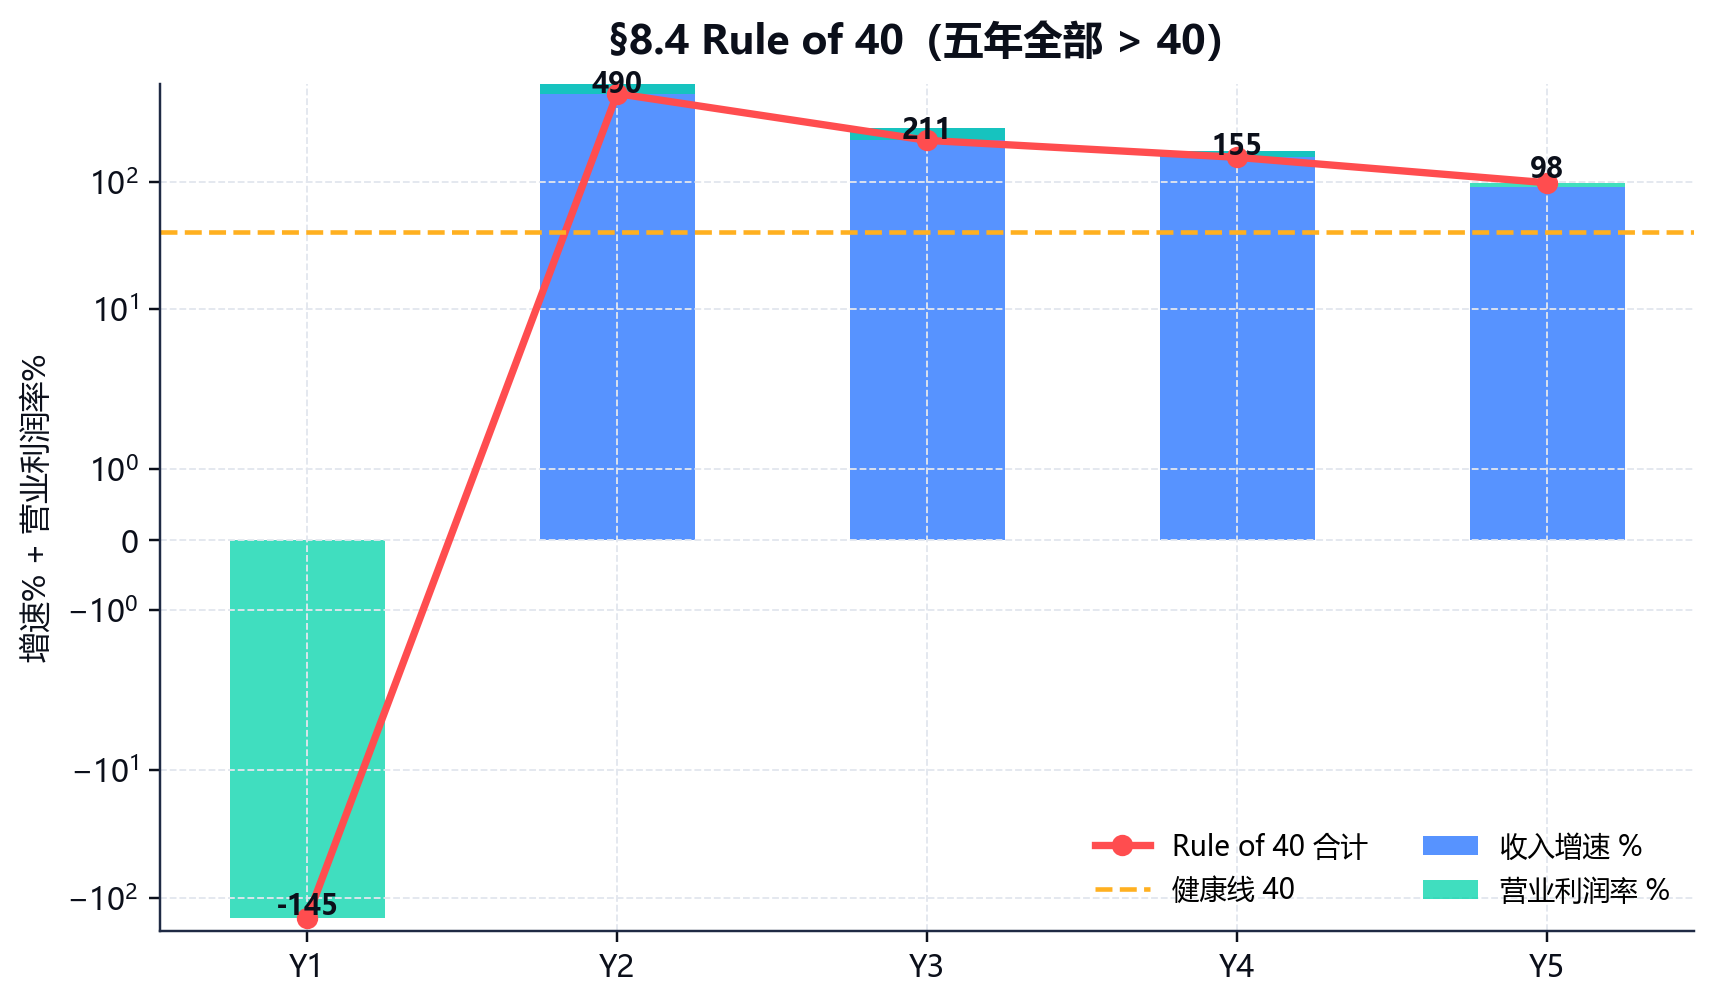 §8.4 Rule of 40（五年全部 > 40）
增速% + 营业利润率%
10²
10¹
10⁰
0
−10⁰
−10¹
−10²
490
211
155
98
-145
Rule of 40 合计
健康线 40
收入增速 %
营业利润率 %
Y1
Y2
Y3
Y4
Y5